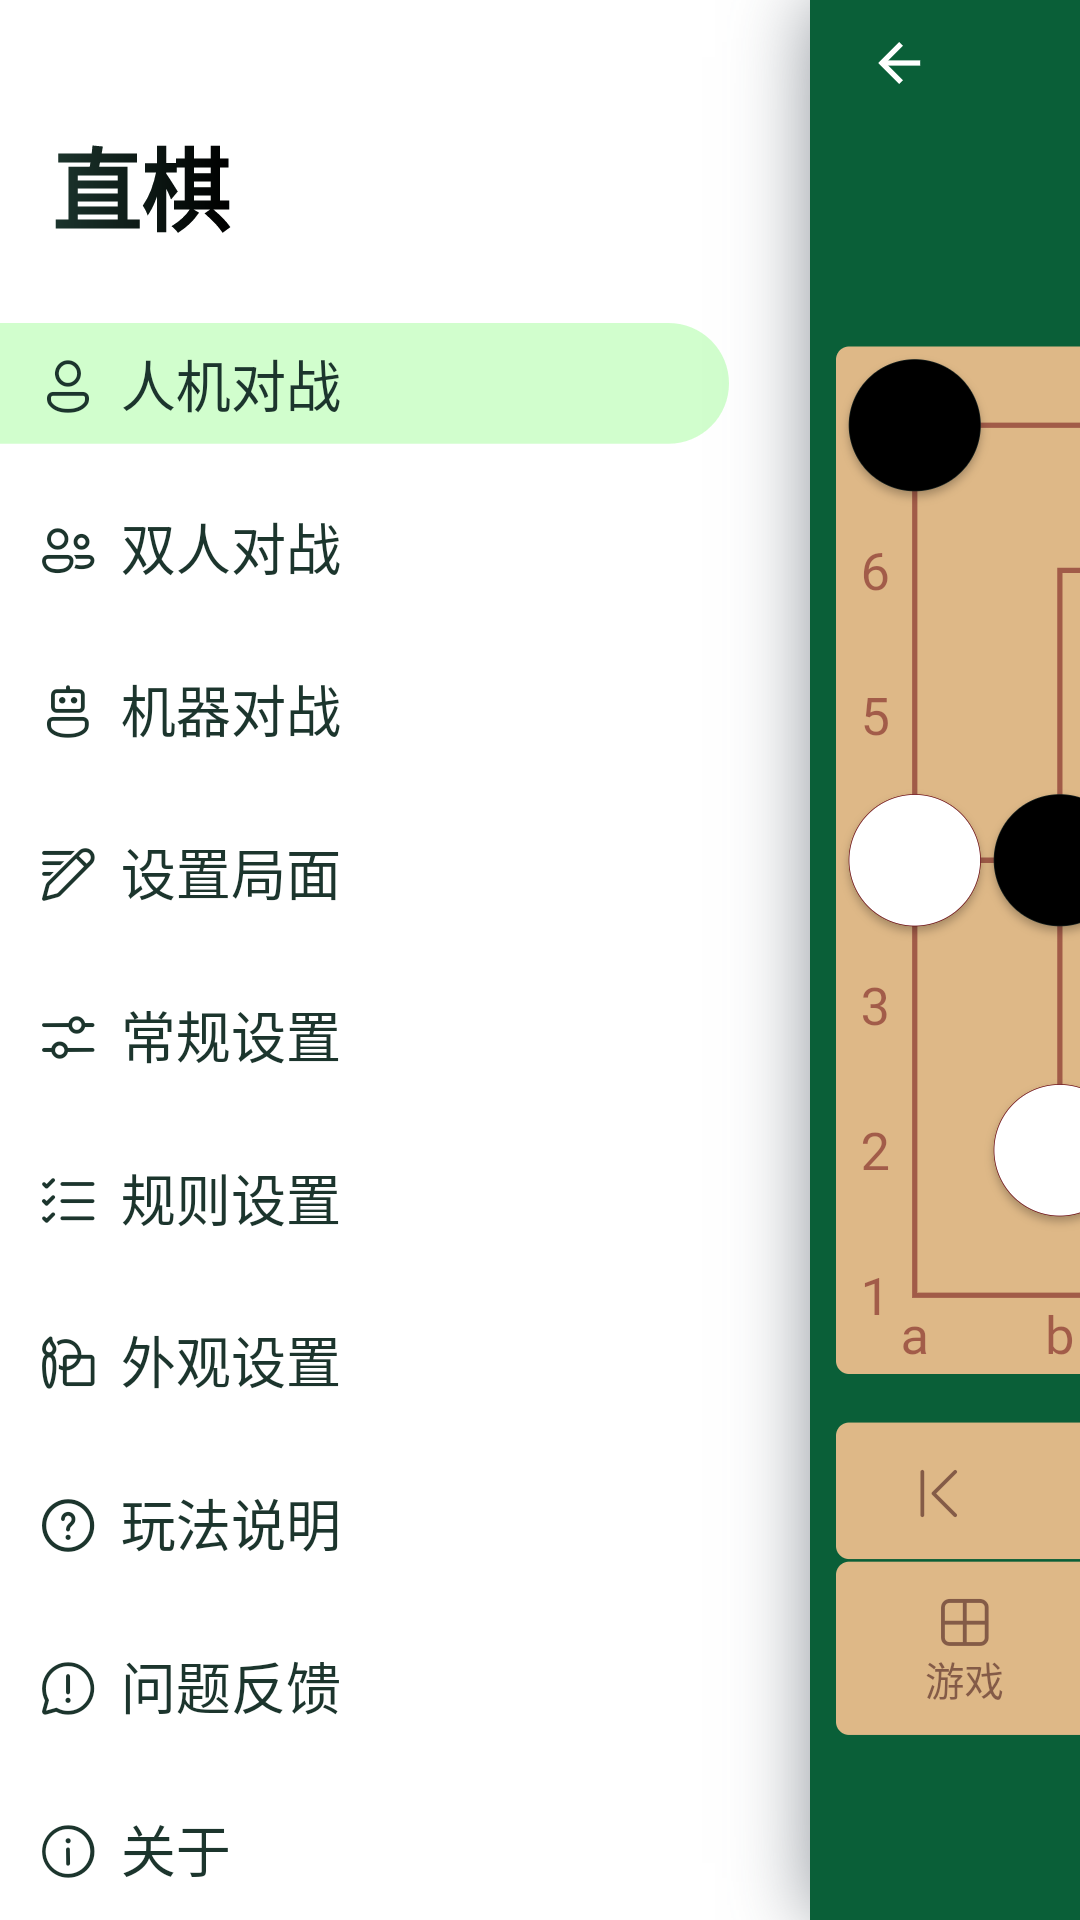 直棋
人机对战
双人对战
机器对战
设置局面
常规设置
规则设置
外观设置
玩法说明
问题反馈
关于
6
5
3
2
1
a b
游戏